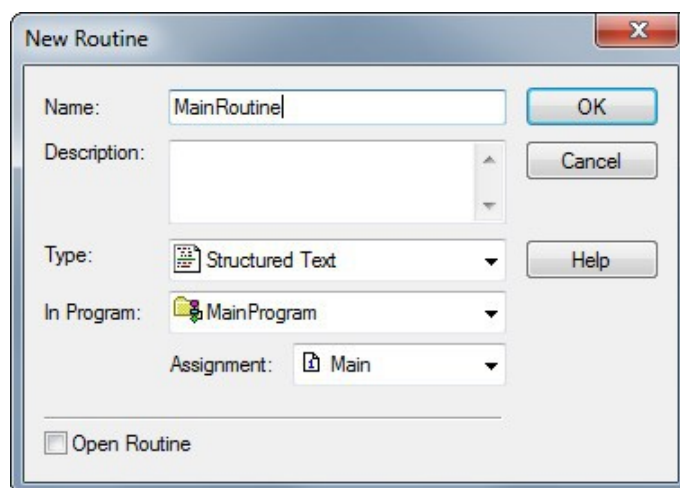 New Routine
Name: MainRoutine OK
Description: Cancel
Type: Structured Text Help
In Program: MainProgram
Assignment: Main
Open Routine